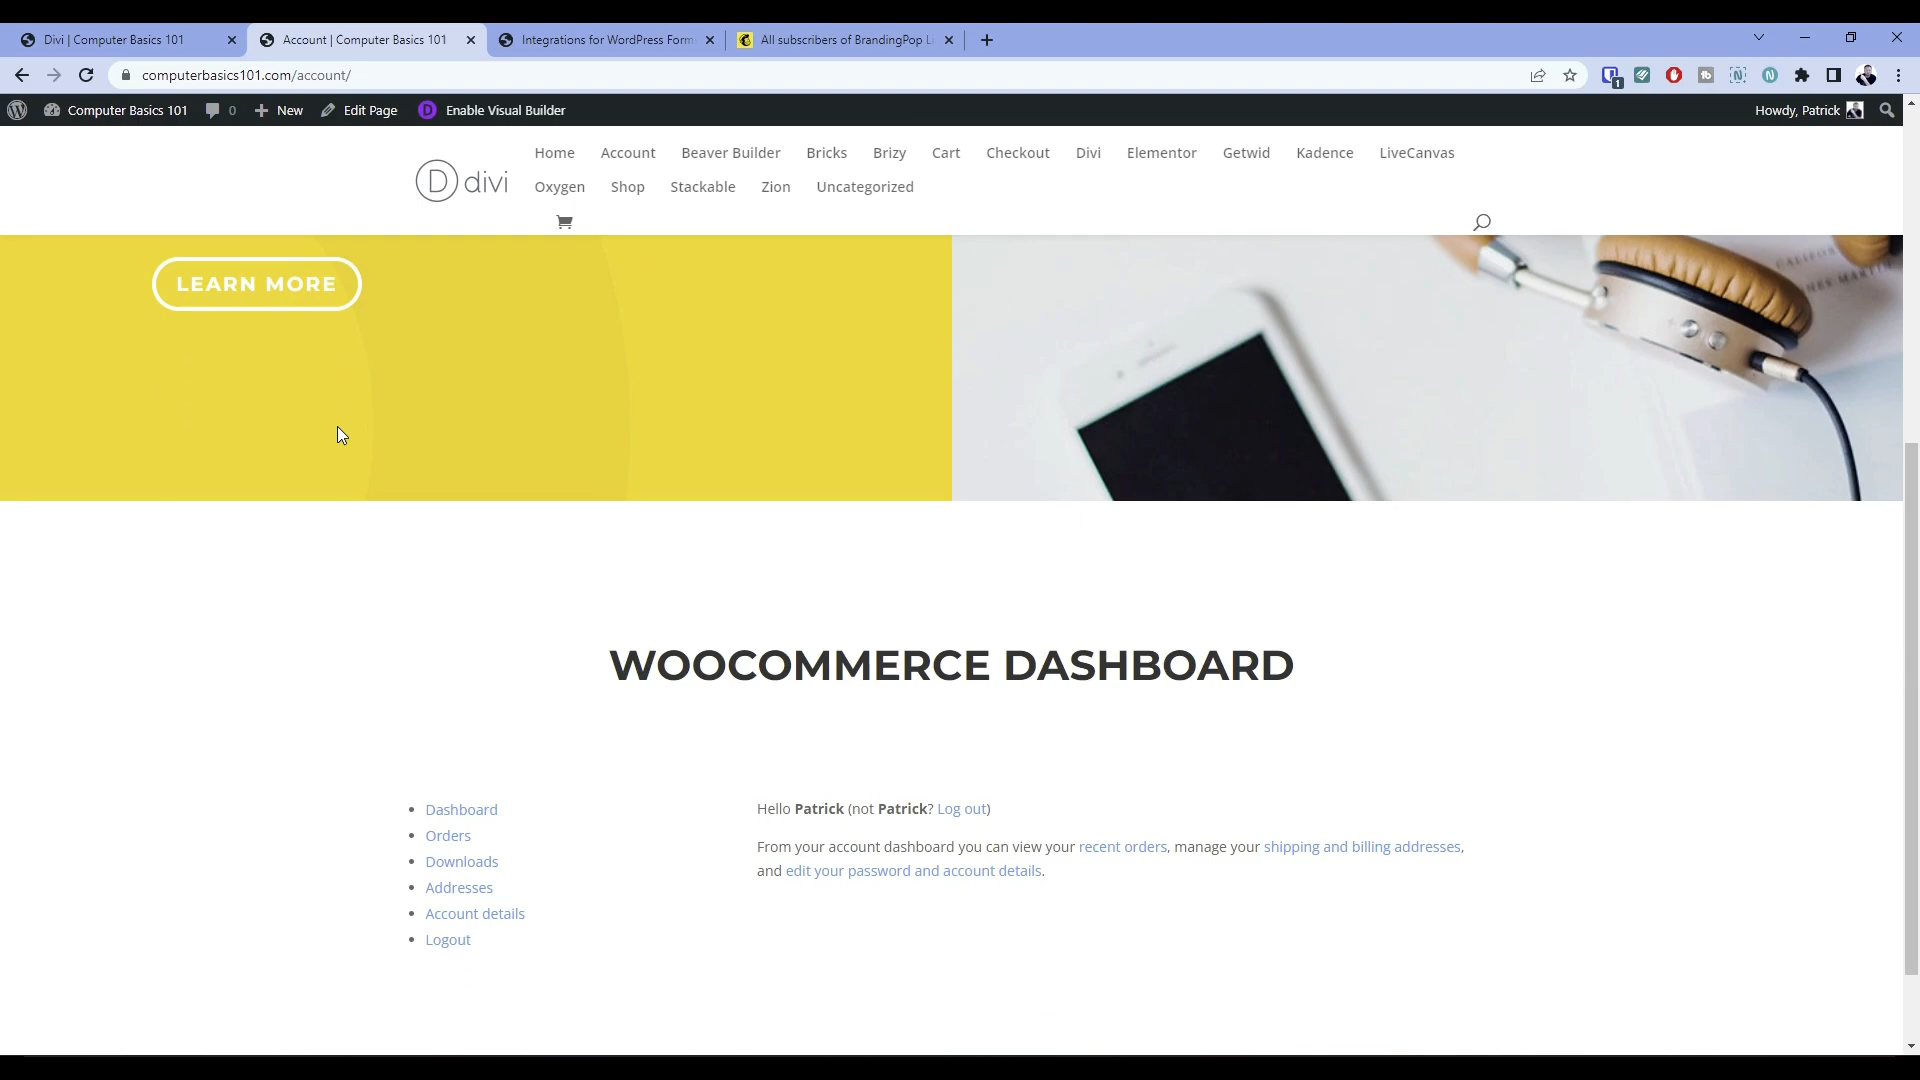 Divi | Computer Basics 101
Account | Computer Basics 101
Integrations for WordPress Form
All subscribers of BrandingPop Li
computerbasics101.com/account/
1
Computer Basics 101
0
New
Edit Page
D
Enable Visual Builder
Howdy, Patrick
D divi
Home Account Beaver Builder Bricks Brizy Cart Checkout Divi Elementor Getwid Kadence LiveCanvas
Oxygen Shop Stackable Zion Uncategorized
LEARN MORE
WOOCOMMERCE DASHBOARD
Dashboard
Orders
Downloads
Addresses
Account details
Logout
Hello Patrick (not Patrick? Log out)
From your account dashboard you can view your recent orders, manage your shipping and billing addresses,
and edit your password and account details.